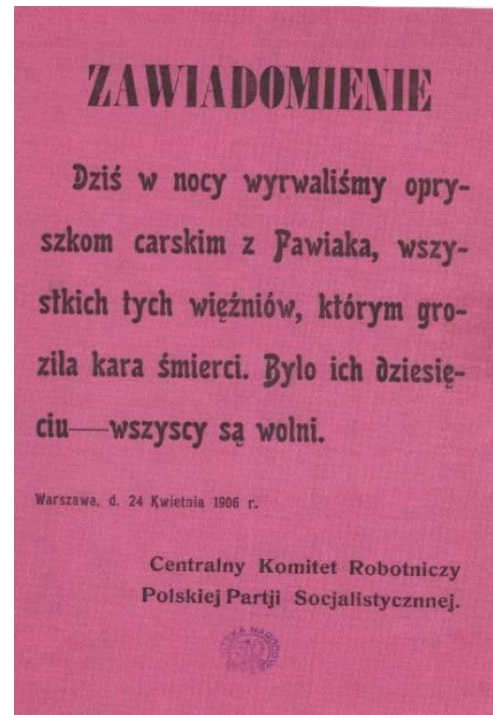 ZAWIADOMIENIE
Dziś w nocy wyrwaliśmy opry-
szkom carskim z Pawiaka, wszy-
stkich tych więźniów, którym gro-
ziła kara śmierci. Było ich dziesię-
ciu—wszyscy są wolni.
Warszawa, d. 24 Kwietnia 1906 r.
Centralny Komitet Robotniczy
Polskiej Partji Socjalistycznnej.